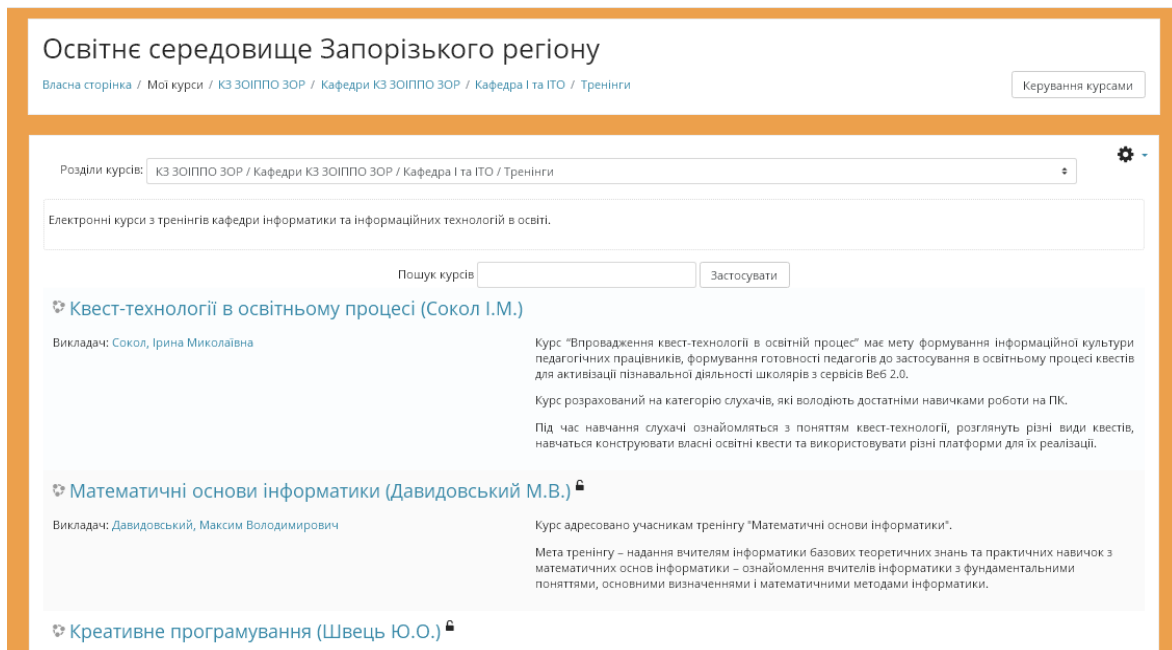 Освітнє середовище Запорізького регіону
Власна сторінка / Мої курси / КЗ ЗОІППО ЗОР / Кафедри КЗ ЗОІППО ЗОР / Кафедра І та ІТО / Тренінги
Керування курсами
Розділи курсів: КЗ ЗОІППО ЗОР / Кафедри КЗ ЗОІППО ЗОР / Кафедра І та ІТО / Тренінги
Електронні курси з тренінгів кафедри інформатики та інформаційних технологій в освіті.
Пошук курсів Застосувати
Квест-технології в освітньому процесі (Сокол І.М.)
Викладач: Сокол, Ірина Миколаївна
Курс “Впровадження квест-технології в освітній процес” має мету формування інформаційної культури
педагогічних працівників, формування готовності педагогів до застосування в освітньому процесі квестів
для активізації пізнавальної діяльності школярів з сервісів Веб 2.0.
Курс розрахований на категорію слухачів, які володіють достатніми навичками роботи на ПК.
Під час навчання слухачі ознайомляться з поняттям квест-технології, розглянуть різні види квестів,
навчаться конструювати власні освітні квести та використовувати різні платформи для їх реалізації.
Математичні основи інформатики (Давидовський М.В.)
Викладач: Давидовський, Максим Володимирович
Курс адресовано учасникам тренінгу "Математичні основи інформатики".
Мета тренінгу – надання вчителям інформатики базових теоретичних знань та практичних навичок з
математичних основ інформатики – ознайомлення вчителів інформатики з фундаментальними
поняттями, основними визначеннями і математичними методами інформатики.
Креативне програмування (Швець Ю.О.)